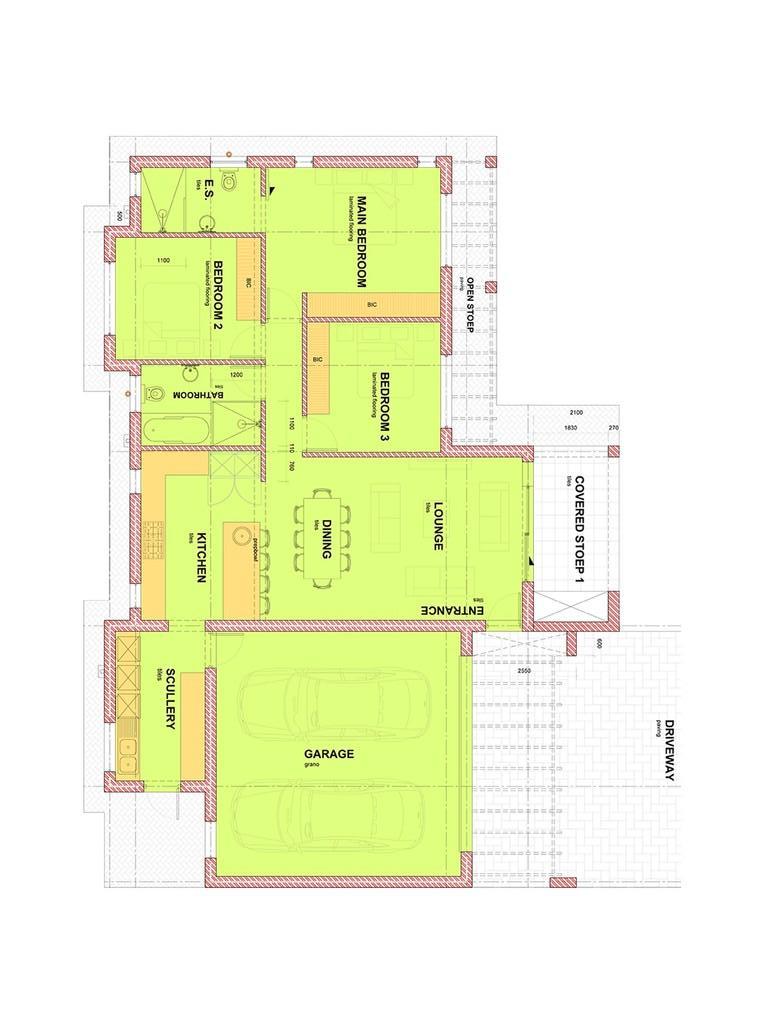 E.S.
tiles
500
MAIN BEDROOM
laminated flooring
1100
BEDROOM 2
laminated flooring
BIC
BIC
OPEN STOEP
paving
BIC
BEDROOM 3
laminated flooring
1200
tiles
BATHROOM
1100
110
700
2100
1830
270
KITCHEN
tiles
DINING
tiles
LOUNGE
tiles
COVERED STOEP 1
tiles
prepbowl
tiles
ENTRANCE
600
2550
SCULLERY
tiles
GARAGE
grano
DRIVEWAY
paving